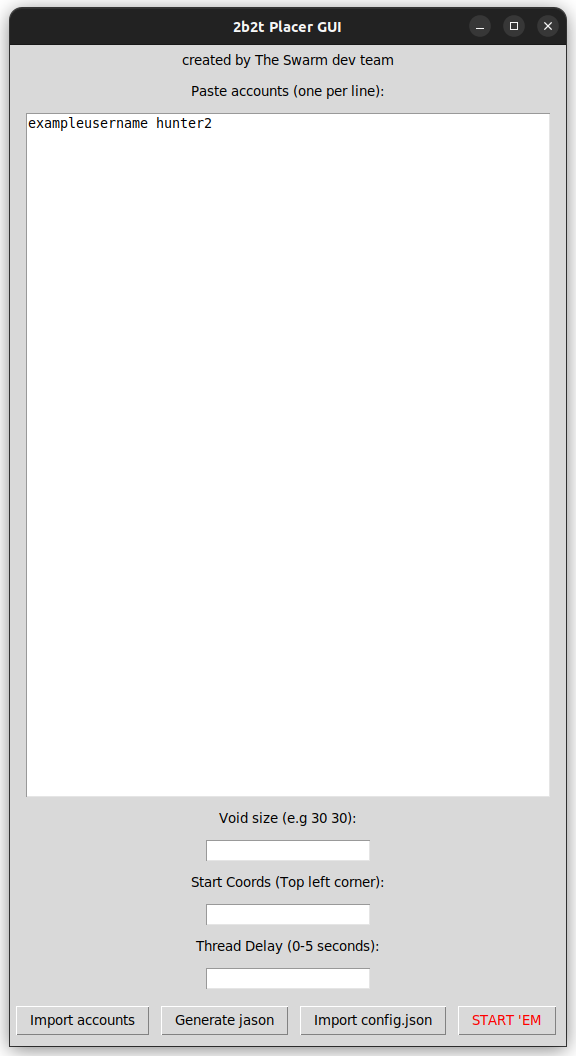 2b2t Placer GUI
created by The Swarm dev team
Paste accounts (one per line):
exampleusername hunter2
Void size (e.g 30 30):
Start Coords (Top left corner):
Thread Delay (0-5 seconds):
Import accounts Generate jason Import config.json START 'EM